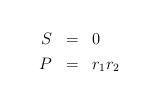 S = 0
P = r₁r₂